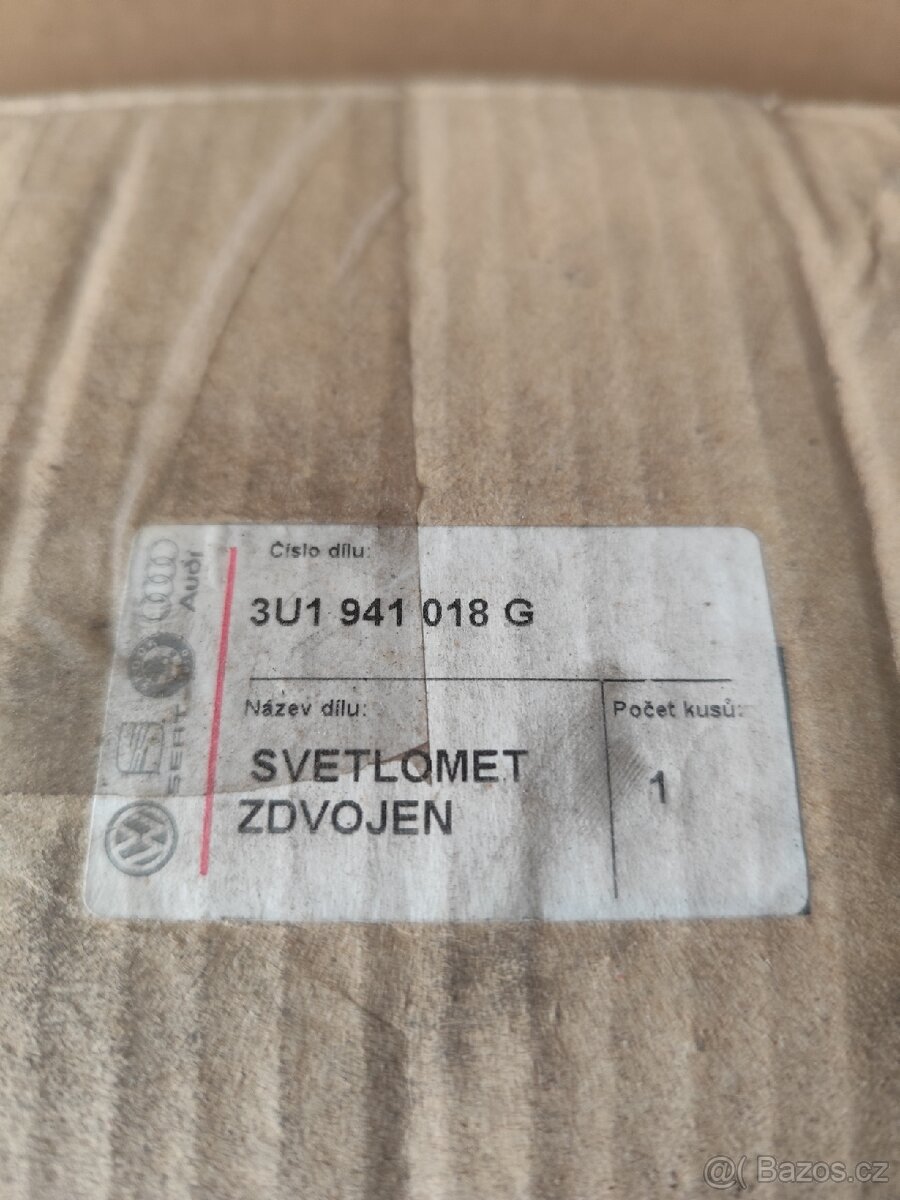 Číslo dílu:
3U1 941 018 G
Název dílu:
Počet kusů:
SVETLOMET
ZDVOJEN
1
Audi
SEAT
@( Bazos.cz